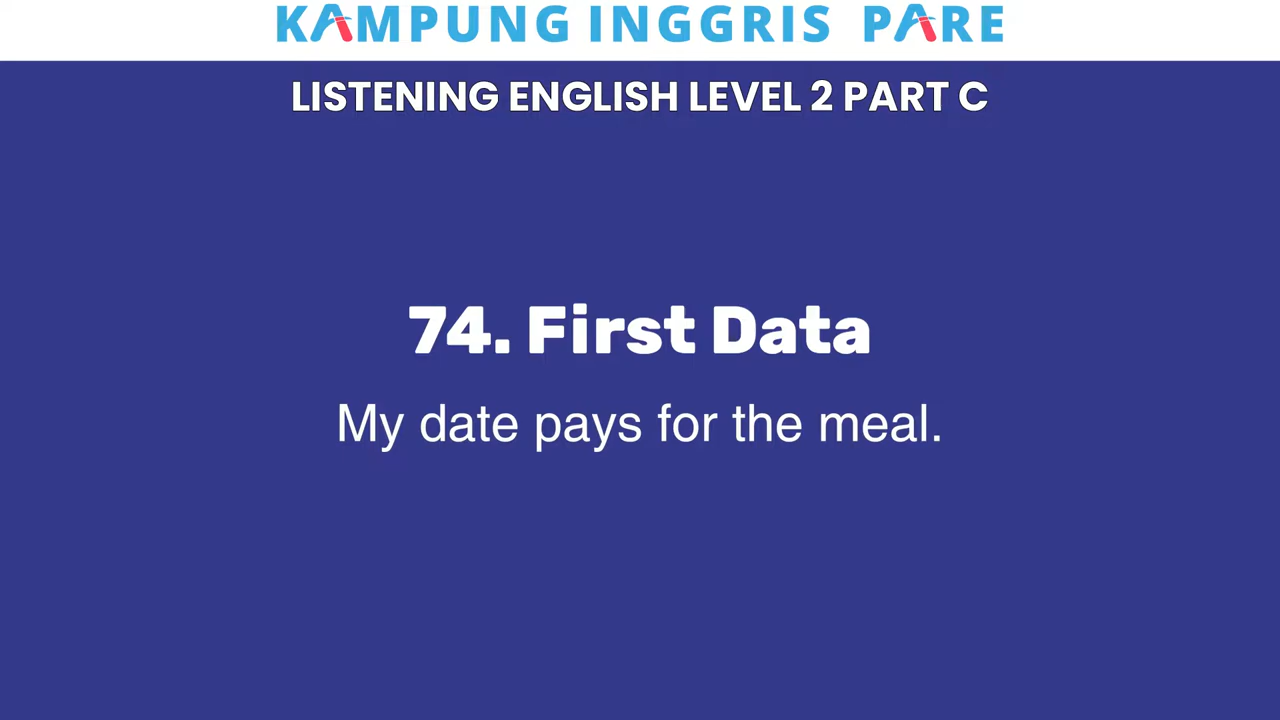 KAMPUNG INGGRIS PARE
LISTENING ENGLISH LEVEL 2 PART C
74. First Data
My date pays for the meal.